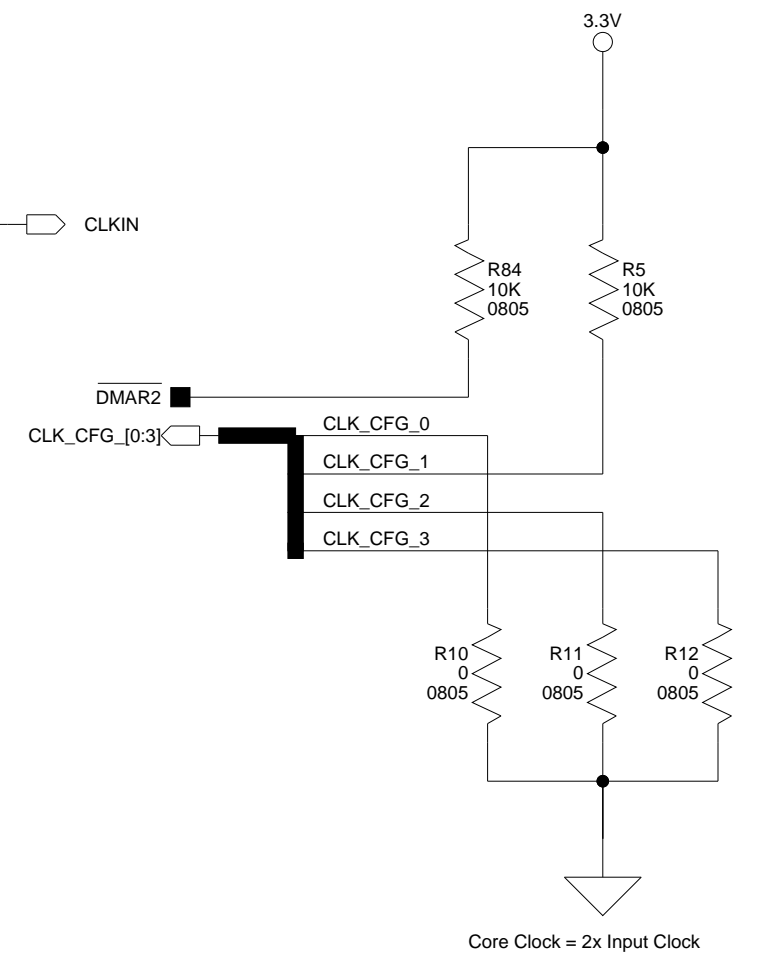 3.3V
CLKIN
R84
10K
0805
R5
10K
0805
DMAR2
CLK_CFG_[0:3]
CLK_CFG_0
CLK_CFG_1
CLK_CFG_2
CLK_CFG_3
R10
0
0805
R11
0
0805
R12
0
0805
Core Clock = 2x Input Clock